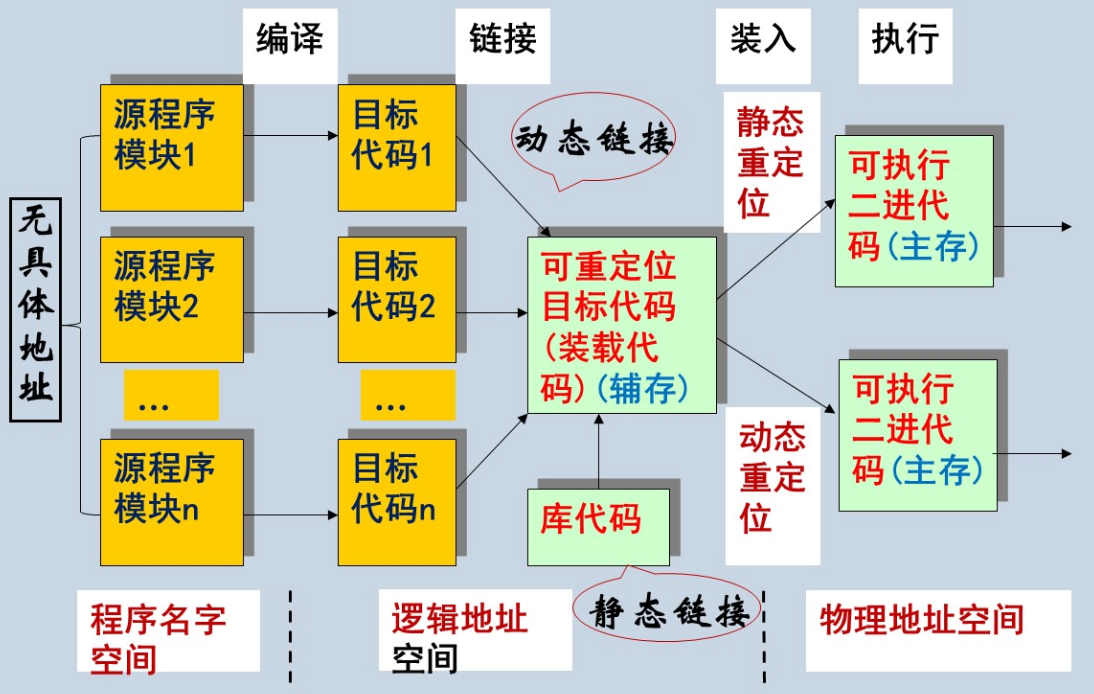 编译
链接
装入
执行
无
具
体
地
址
源程序
模块1
目标
代码1
动态链接
静态
重定
位
可执行
二进代
码(主存)
源程序
模块2
目标
代码2
可重定位
目标代码
(装载代
码)(辅存)
...
...
可执行
二进代
码(主存)
源程序
模块n
目标
代码n
库代码
动态
重定
位
静态链接
程序名字
空间
逻辑地址
空间
物理地址空间